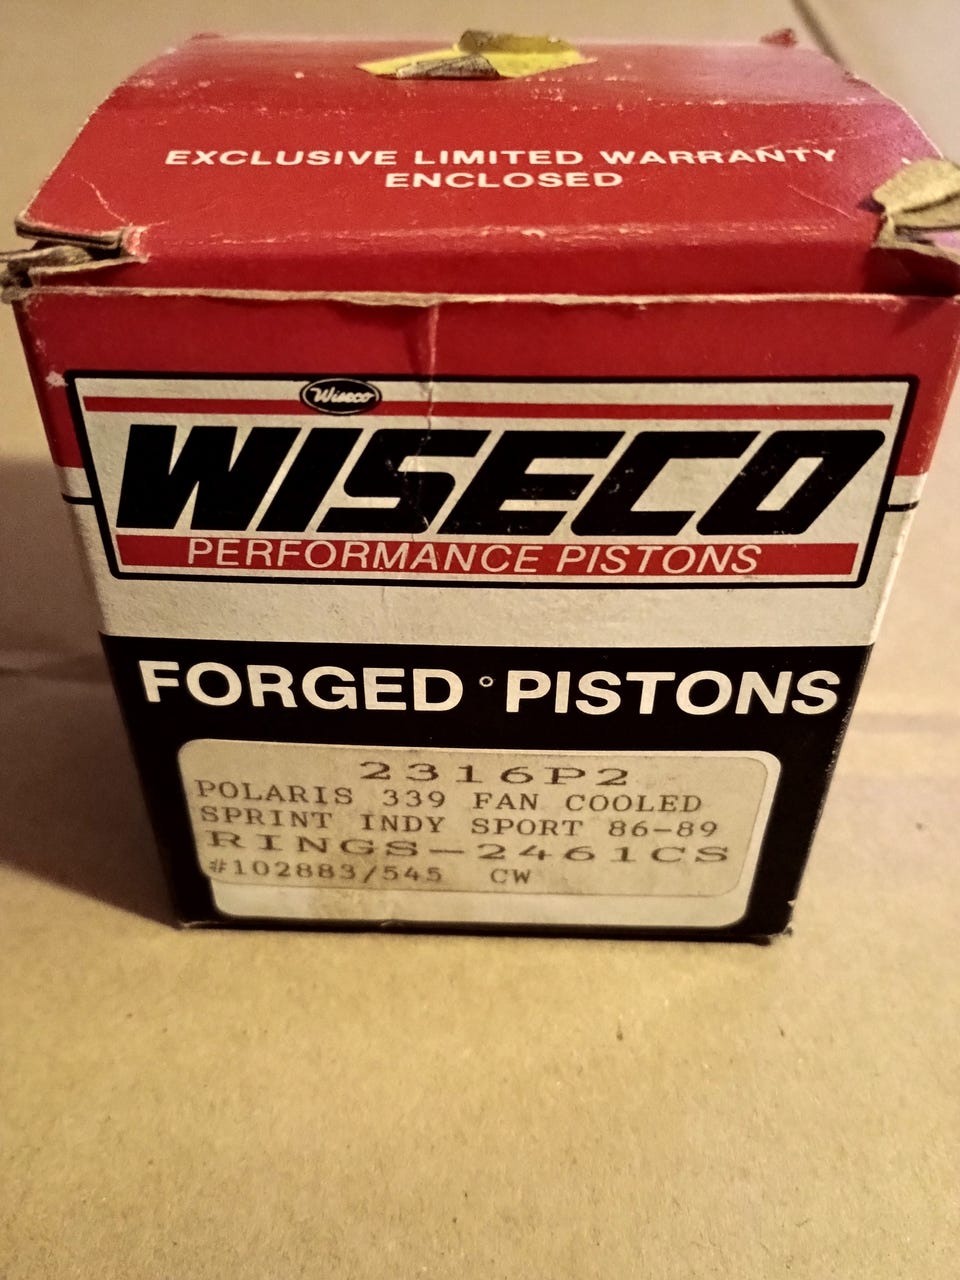 EXCLUSIVE LIMITED WARRANTY
ENCLOSED
Wiseco
WISECO
PERFORMANCE PISTONS
FORGED ° PISTONS
2316P2
POLARIS 339 FAN COOLED
SPRINT INDY SPORT 86-89
RINGS-2461CS
#102883/545 CW